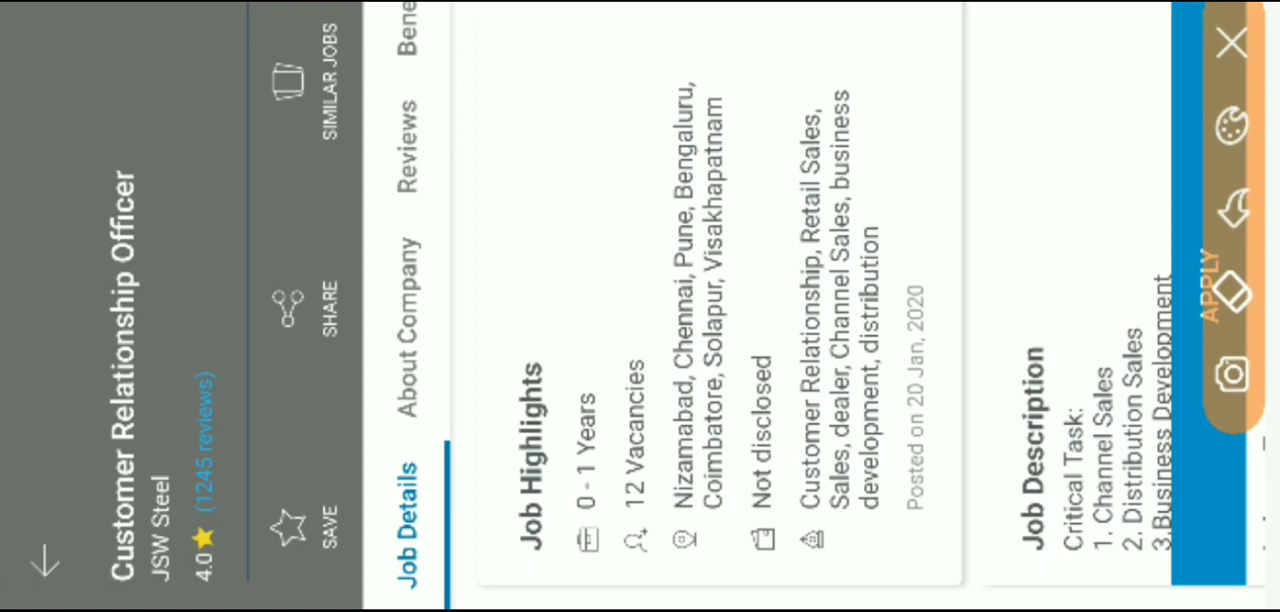 Customer Relationship Officer
JSW Steel
4.0 (1245 reviews)
SAVE
SHARE
SIMILAR JOBS
Job Details
About Company
Reviews
Bene
Job Highlights
0 - 1 Years
12 Vacancies
Nizamabad, Chennai, Pune, Bengaluru,
Coimbatore, Solapur, Visakhapatnam
Not disclosed
Customer Relationship, Retail Sales,
Sales, dealer, Channel Sales, business
development, distribution
Posted on 20 Jan, 2020
Job Description
Critical Task:
1. Channel Sales
2. Distribution Sales
3.Business Development
APPLY